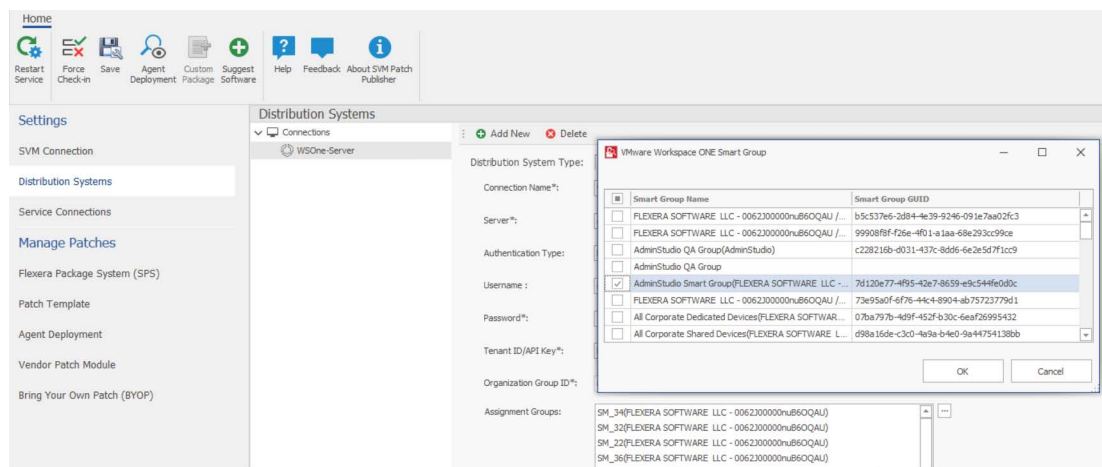 Home
Restart Service
Force Check-in
Save
Agent Deployment
Custom Package
Suggest Software
Help
Feedback
About SVM Patch Publisher
Settings
SVM Connection
Distribution Systems
Service Connections
Manage Patches
Flexera Package System (SPS)
Patch Template
Agent Deployment
Vendor Patch Module
Bring Your Own Patch (BYOP)
Distribution Systems
Connections
WSOne-Server
Add New Delete
Distribution System Type:
Connection Name*:
Server*:
Authentication Type:
Username :
Password*:
Tenant ID/API Key*:
Organization Group ID*:
Assignment Groups:
SM_34(FLEXERA SOFTWARE LLC - 0062J00000nuB6OQAU)
SM_32(FLEXERA SOFTWARE LLC - 0062J00000nuB6OQAU)
SM_22(FLEXERA SOFTWARE LLC - 0062J00000nuB6OQAU)
SM_36(FLEXERA SOFTWARE LLC - 0062J00000nuB6OQAU)
...
VMware Workspace ONE Smart Group
Smart Group Name Smart Group GUID
FLEXERA SOFTWARE LLC - 0062J00000nuB6OQAU /... b5c537e6-2d84-4e39-9246-091e7aa02fc3
FLEXERA SOFTWARE LLC - 0062J00000nuB6OQAU /... 99908f8f-f26e-4f01-a1aa-68e293cc99ce
AdminStudio QA Group(AdminStudio) c228216b-d031-437c-8dd6-6e2e5d7f1cc9
AdminStudio QA Group
AdminStudio Smart Group(FLEXERA SOFTWARE LLC -... 7d120e77-4f95-42e7-8659-e9c544fe0d0c
FLEXERA SOFTWARE LLC - 0062J00000nuB6OQAU /... 73e95a0f-6f76-44c4-8904-ab75723779d1
All Corporate Dedicated Devices(FLEXERA SOFTWAR... 07ba797b-4d9f-452f-b30c-6eaf26995432
All Corporate Shared Devices(FLEXERA SOFTWARE L... d98a16de-c3c0-4a9a-b4e0-9a44754138bb
OK Cancel